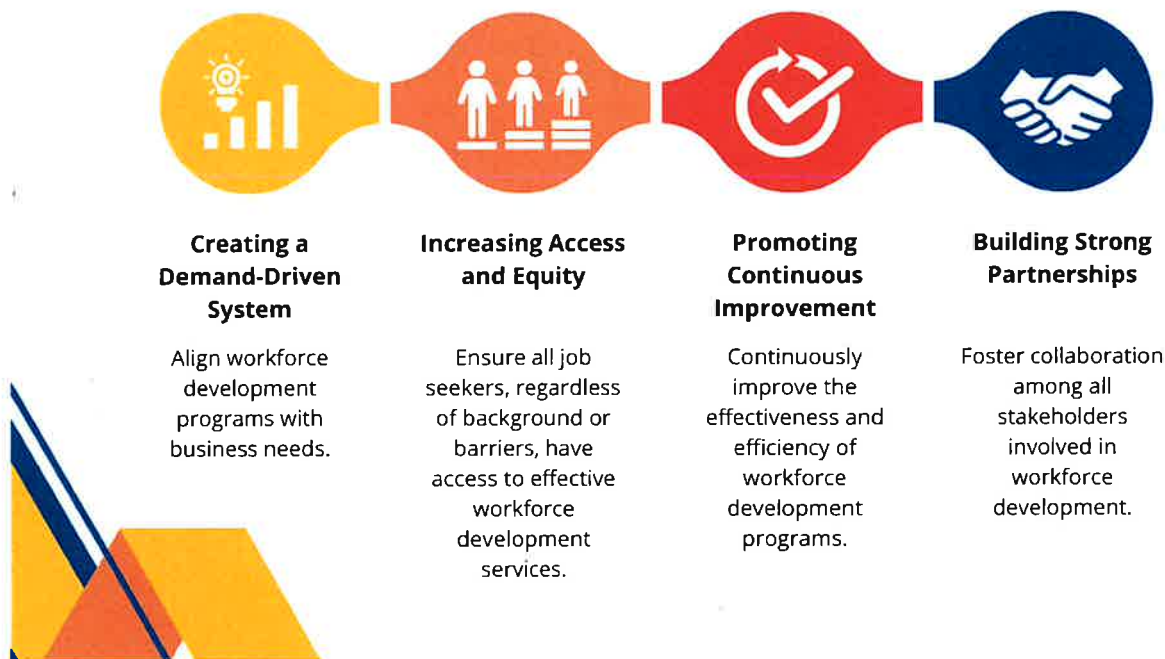 Creating a
Demand-Driven
System
Align workforce
development
programs with
business needs.
Increasing Access
and Equity
Ensure all job
seekers, regardless
of background or
barriers, have
access to effective
workforce
development
services.
Promoting
Continuous
Improvement
Continuously
improve the
effectiveness and
efficiency of
workforce
development
programs.
Building Strong
Partnerships
Foster collaboration
among all
stakeholders
involved in
workforce
development.